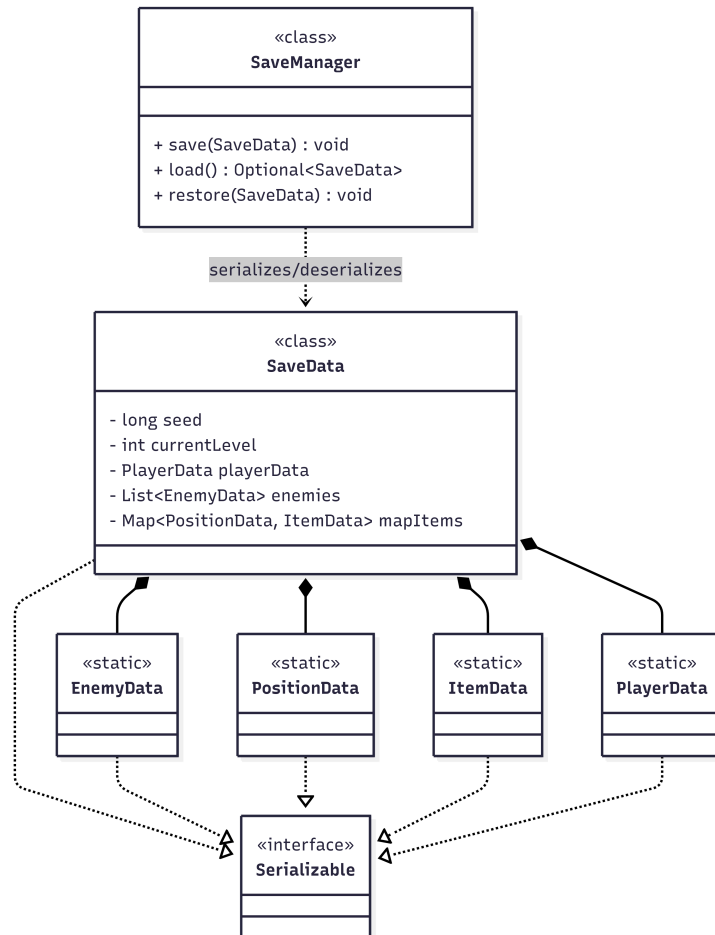 «class»
SaveManager
+ save(SaveData) : void
+ load() : Optional<SaveData>
+ restore(SaveData) : void
serializes/deserializes
«class»
SaveData
- long seed
- int currentLevel
- PlayerData playerData
- List<EnemyData> enemies
- Map<PositionData, ItemData> mapItems
«static»
EnemyData
«static»
PositionData
«static»
ItemData
«static»
PlayerData
«interface»
Serializable